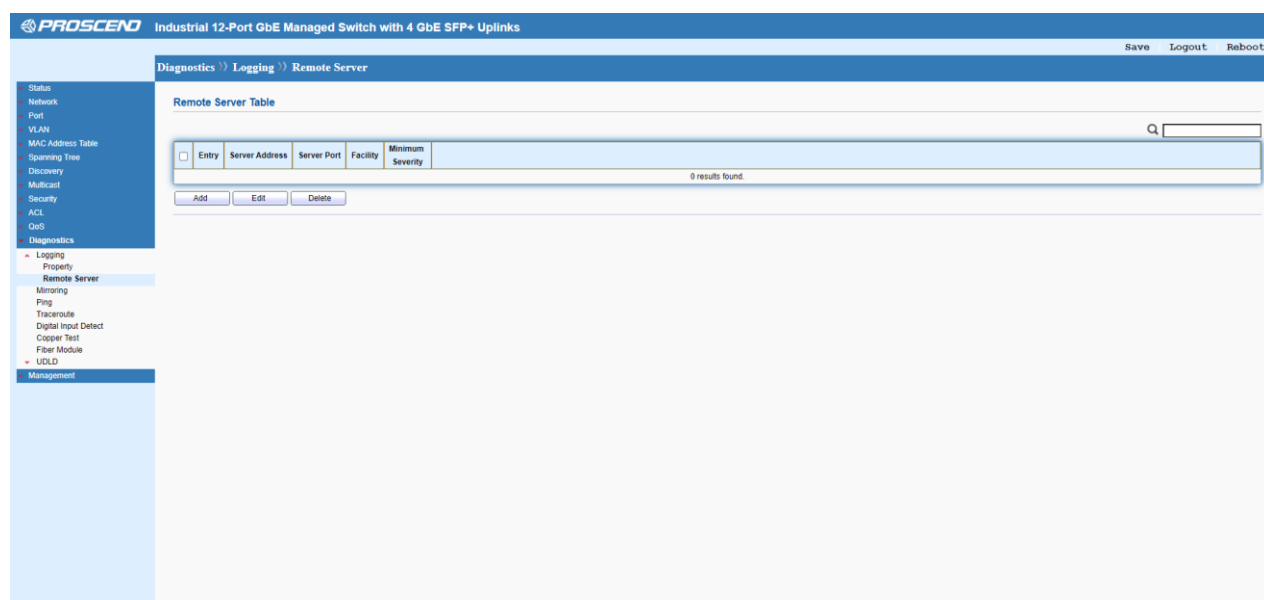 PROSCEND Industrial 12-Port GbE Managed Switch with 4 GbE SFP+ Uplinks
Save Logout Reboot
Diagnostics 》 Logging 》 Remote Server
Status
Network
Port
VLAN
MAC Address Table
Spanning Tree
Discovery
Multicast
Security
ACL
QoS
Diagnostics
Logging
Property
Remote Server
Mirroring
Ping
Traceroute
Digital Input Detect
Copper Test
Fiber Module
UDLD
Management
Remote Server Table
Entry Server Address Server Port Facility Minimum Severity
0 results found.
Add Edit Delete